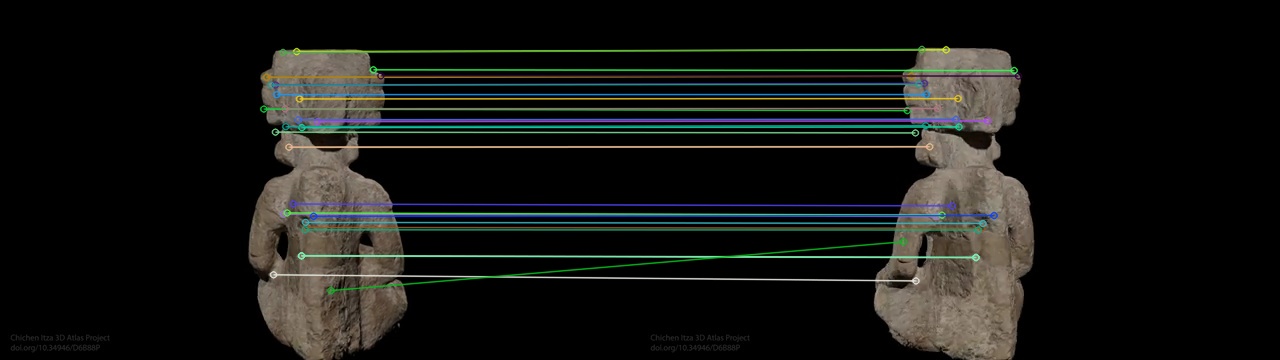 Chichen Itza 3D Atlas Project
doi.org/10.34946/D6B88P
Chichen Itza 3D Atlas Project
doi.org/10.34946/D6B88P